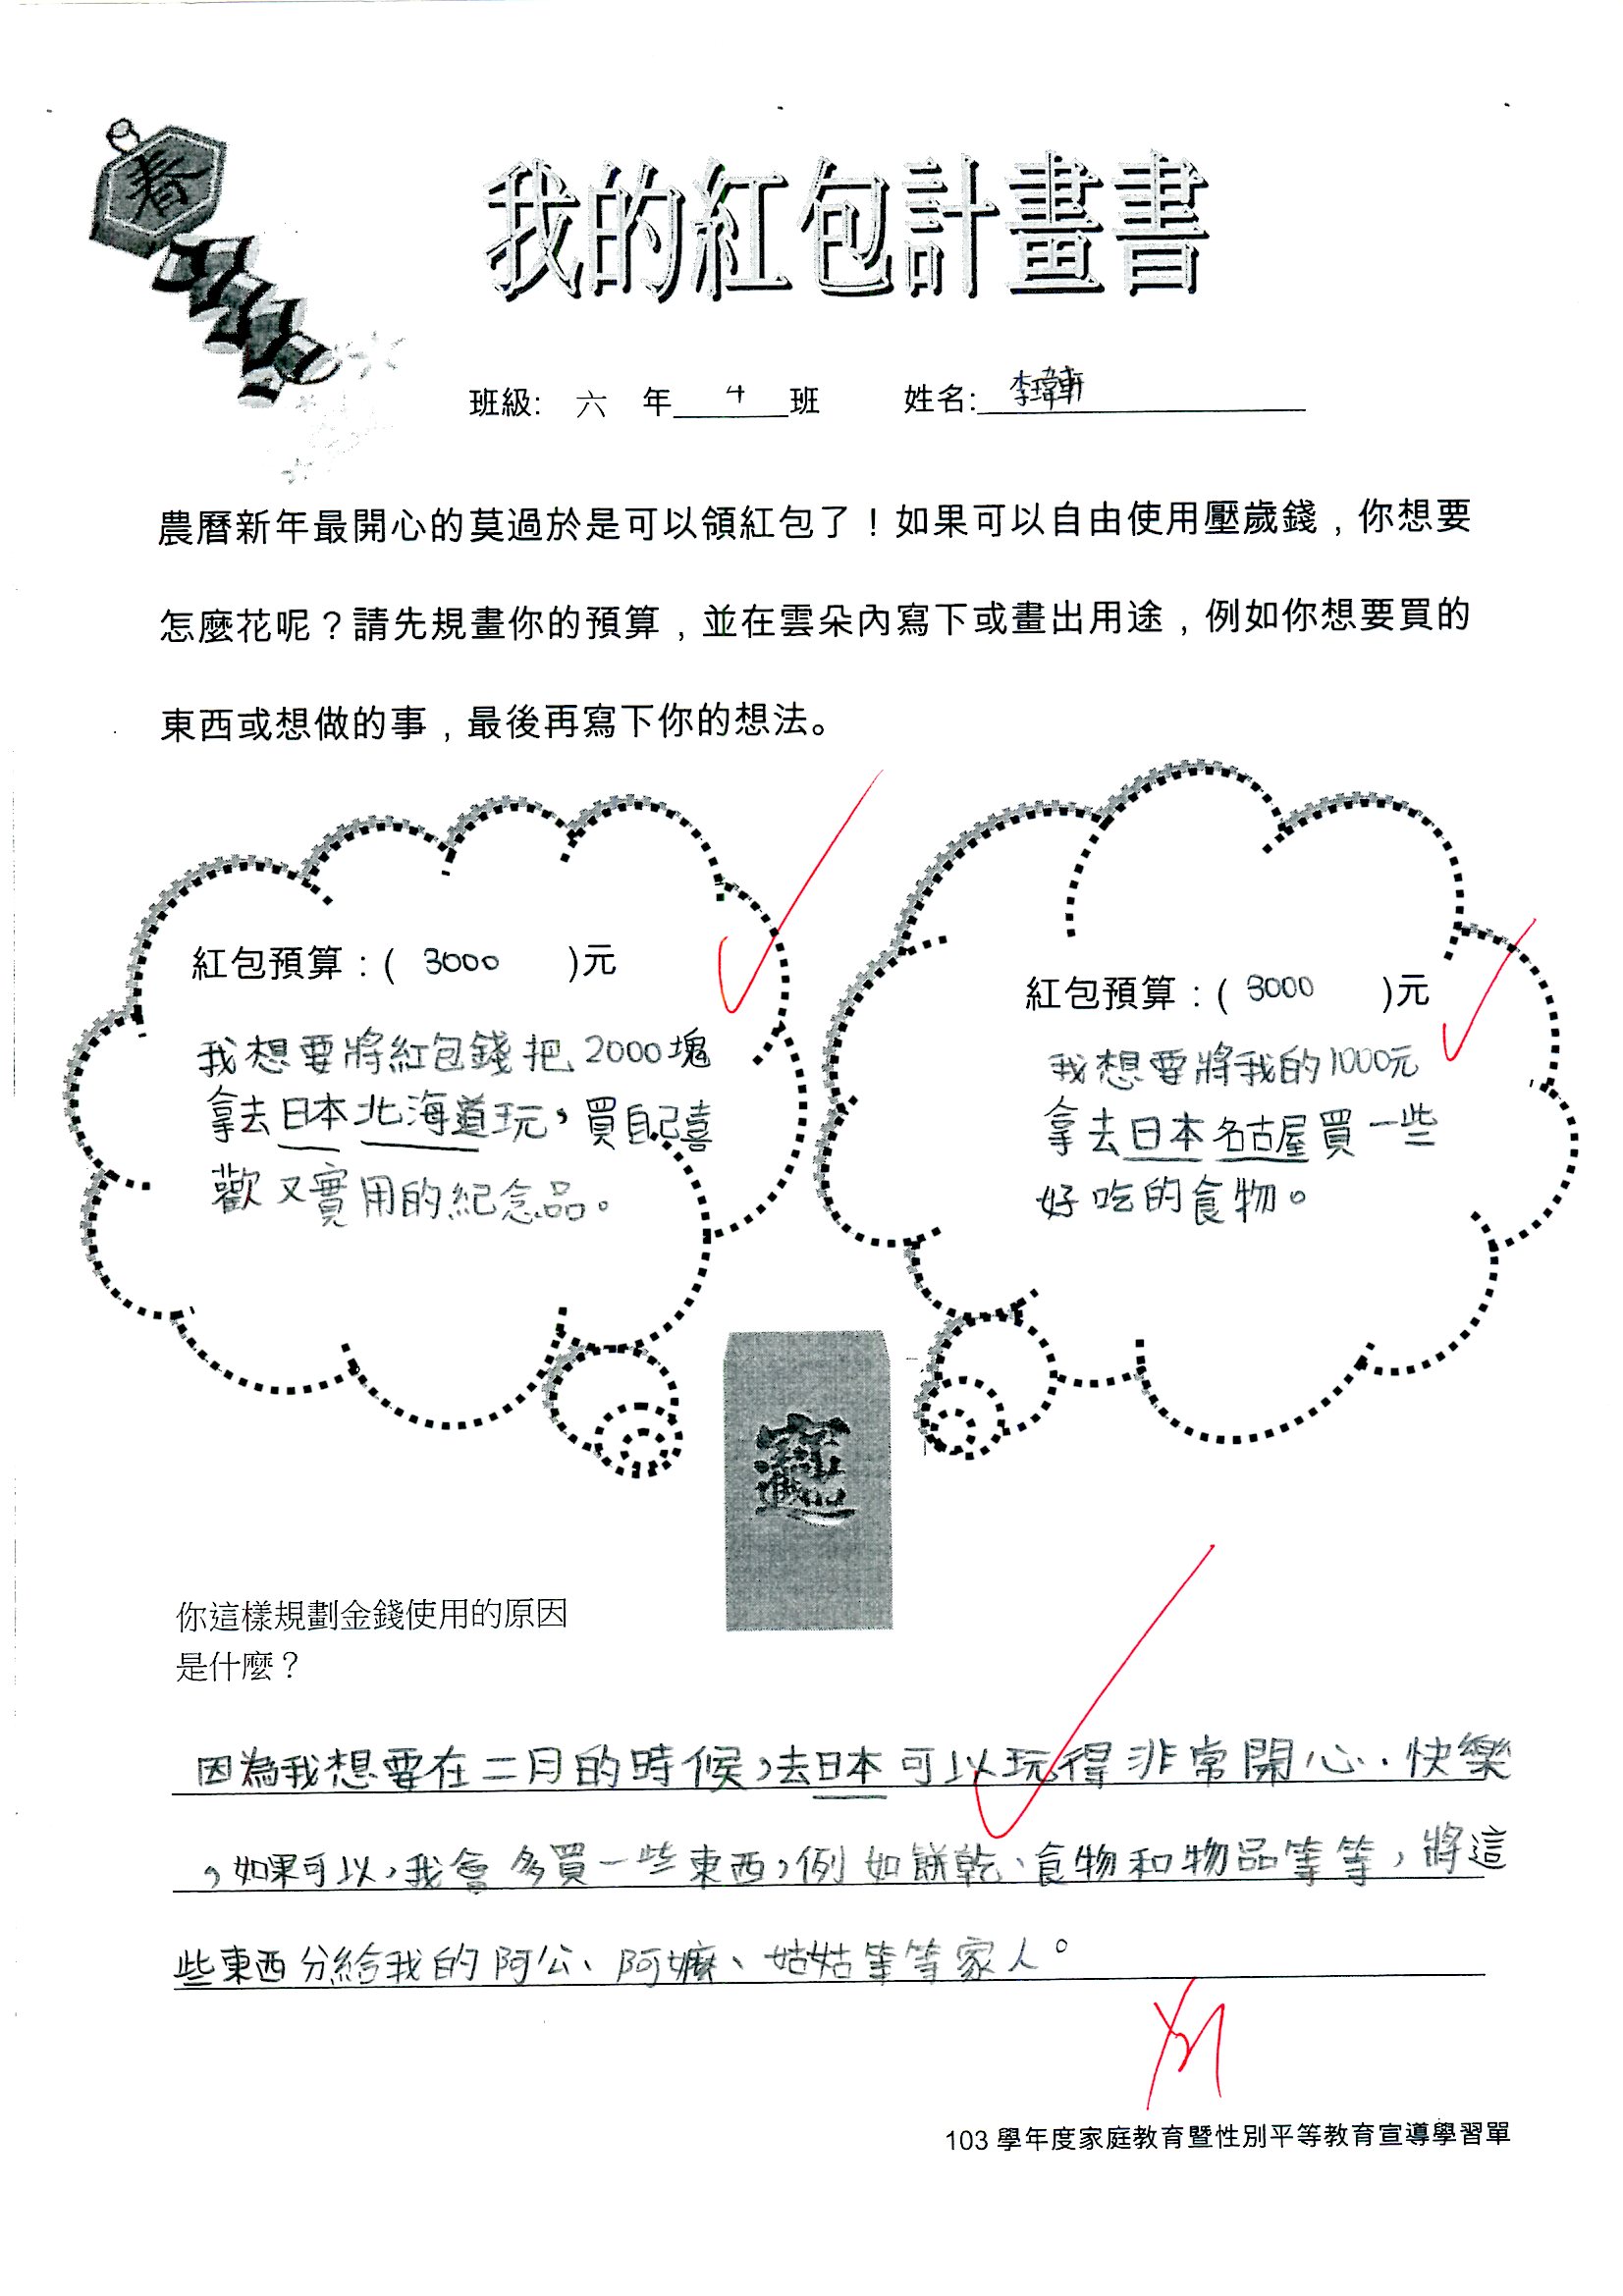 春
我的紅包計畫書
班級: 六 年 4 班 姓名: 李瑋軒
農曆新年最開心的莫過於是可以領紅包了！如果可以自由使用壓歲錢，你想要
怎麼花呢？請先規畫你的預算，並在雲朵內寫下或畫出用途，例如你想要買的
東西或想做的事，最後再寫下你的想法。
紅包預算：( 3000 )元
我想要將紅包錢把2000塊
拿去日本北海道玩，買自己喜
歡又實用的紀念品。
紅包預算：( 3000 )元
我想要將我的1000元
拿去日本名古屋買一些
好吃的食物。
你這樣規劃金錢使用的原因
是什麼？
因為我想要在二月的時候，去日本可以玩得非常開心、快樂
，如果可以，我會多買一些東西，例如餅乾、食物和物品等等，將這
些東西分給我的阿公、阿嬤、姑姑等等家人。
103 學年度家庭教育暨性別平等教育宣導學習單